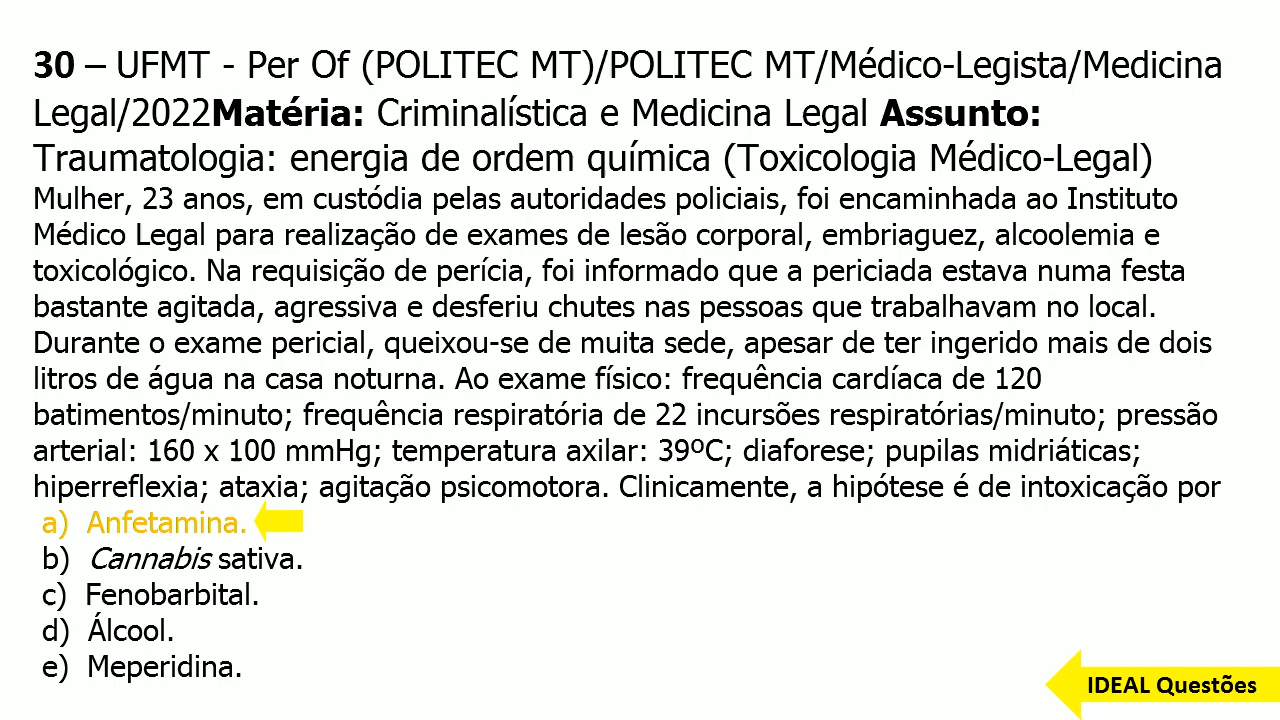 30 – UFMT - Per Of (POLITEC MT)/POLITEC MT/Médico-Legista/Medicina
Legal/2022Matéria: Criminalística e Medicina Legal Assunto:
Traumatologia: energia de ordem química (Toxicologia Médico-Legal)
Mulher, 23 anos, em custódia pelas autoridades policiais, foi encaminhada ao Instituto
Médico Legal para realização de exames de lesão corporal, embriaguez, alcoolemia e
toxicológico. Na requisição de perícia, foi informado que a periciada estava numa festa
bastante agitada, agressiva e desferiu chutes nas pessoas que trabalhavam no local.
Durante o exame pericial, queixou-se de muita sede, apesar de ter ingerido mais de dois
litros de água na casa noturna. Ao exame físico: frequência cardíaca de 120
batimentos/minuto; frequência respiratória de 22 incursões respiratórias/minuto; pressão
arterial: 160 x 100 mmHg; temperatura axilar: 39ºC; diaforese; pupilas midriáticas;
hiperreflexia; ataxia; agitação psicomotora. Clinicamente, a hipótese é de intoxicação por
a) Anfetamina.
b) Cannabis sativa.
c) Fenobarbital.
d) Álcool.
e) Meperidina.
IDEAL Questões